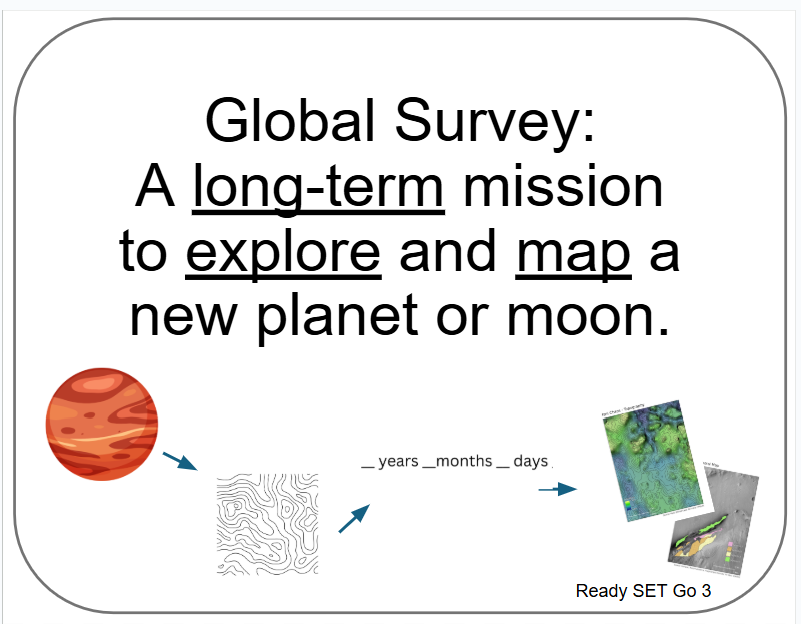 Global Survey:
A long-term mission
to explore and map a
new planet or moon.
__ years __months __ days
Ready SET Go 3